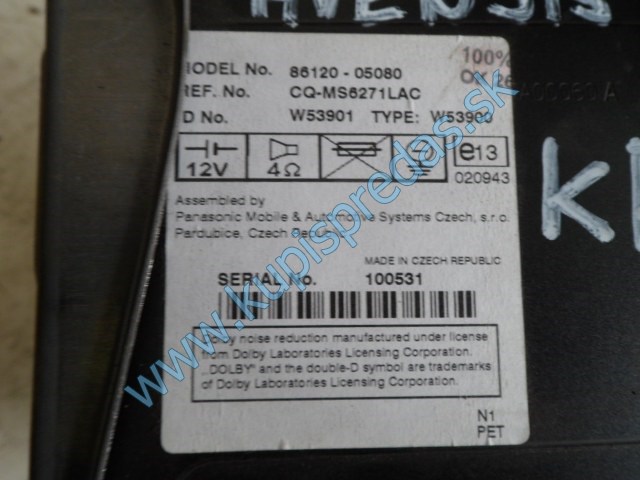 AVENSIS
MODEL No. 86120 - 05080
REF. No. CQ-MS6271LAC
D No. W53901 TYPE: W53900
100%
OK
12V
4Ω
e13
020943
Assembled by
Panasonic Mobile & Automotive Systems Czech, s.r.o.
Pardubice, Czech Republic
MADE IN CZECH REPUBLIC
SERIAL No. 100531
Dolby noise reduction manufactured under license
from Dolby Laboratories Licensing Corporation.
„DOLBY" and the double-D symbol are trademarks
of Dolby Laboratories Licensing Corporation.
N1
PET
www.kupispredas.sk